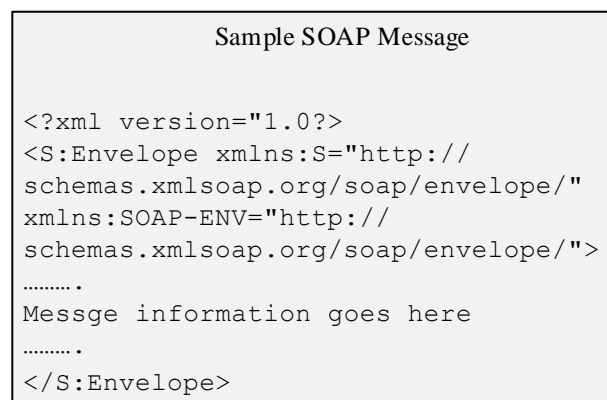 Sample SOAP Message
<?xml version="1.0?>
<S:Envelope xmlns:S="http://
schemas.xmlsoap.org/soap/envelope/"
xmlns:SOAP-ENV="http://
schemas.xmlsoap.org/soap/envelope/">
……….
Messge information goes here
……….
</S:Envelope>